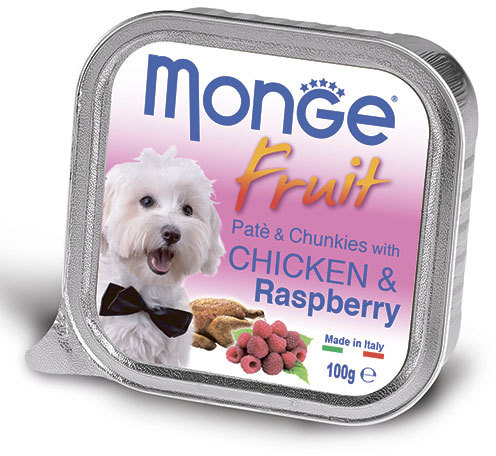 MONGE®
Fruit
Patè & Chunkies with
CHICKEN &
Raspberry
Made in Italy
100g ℮